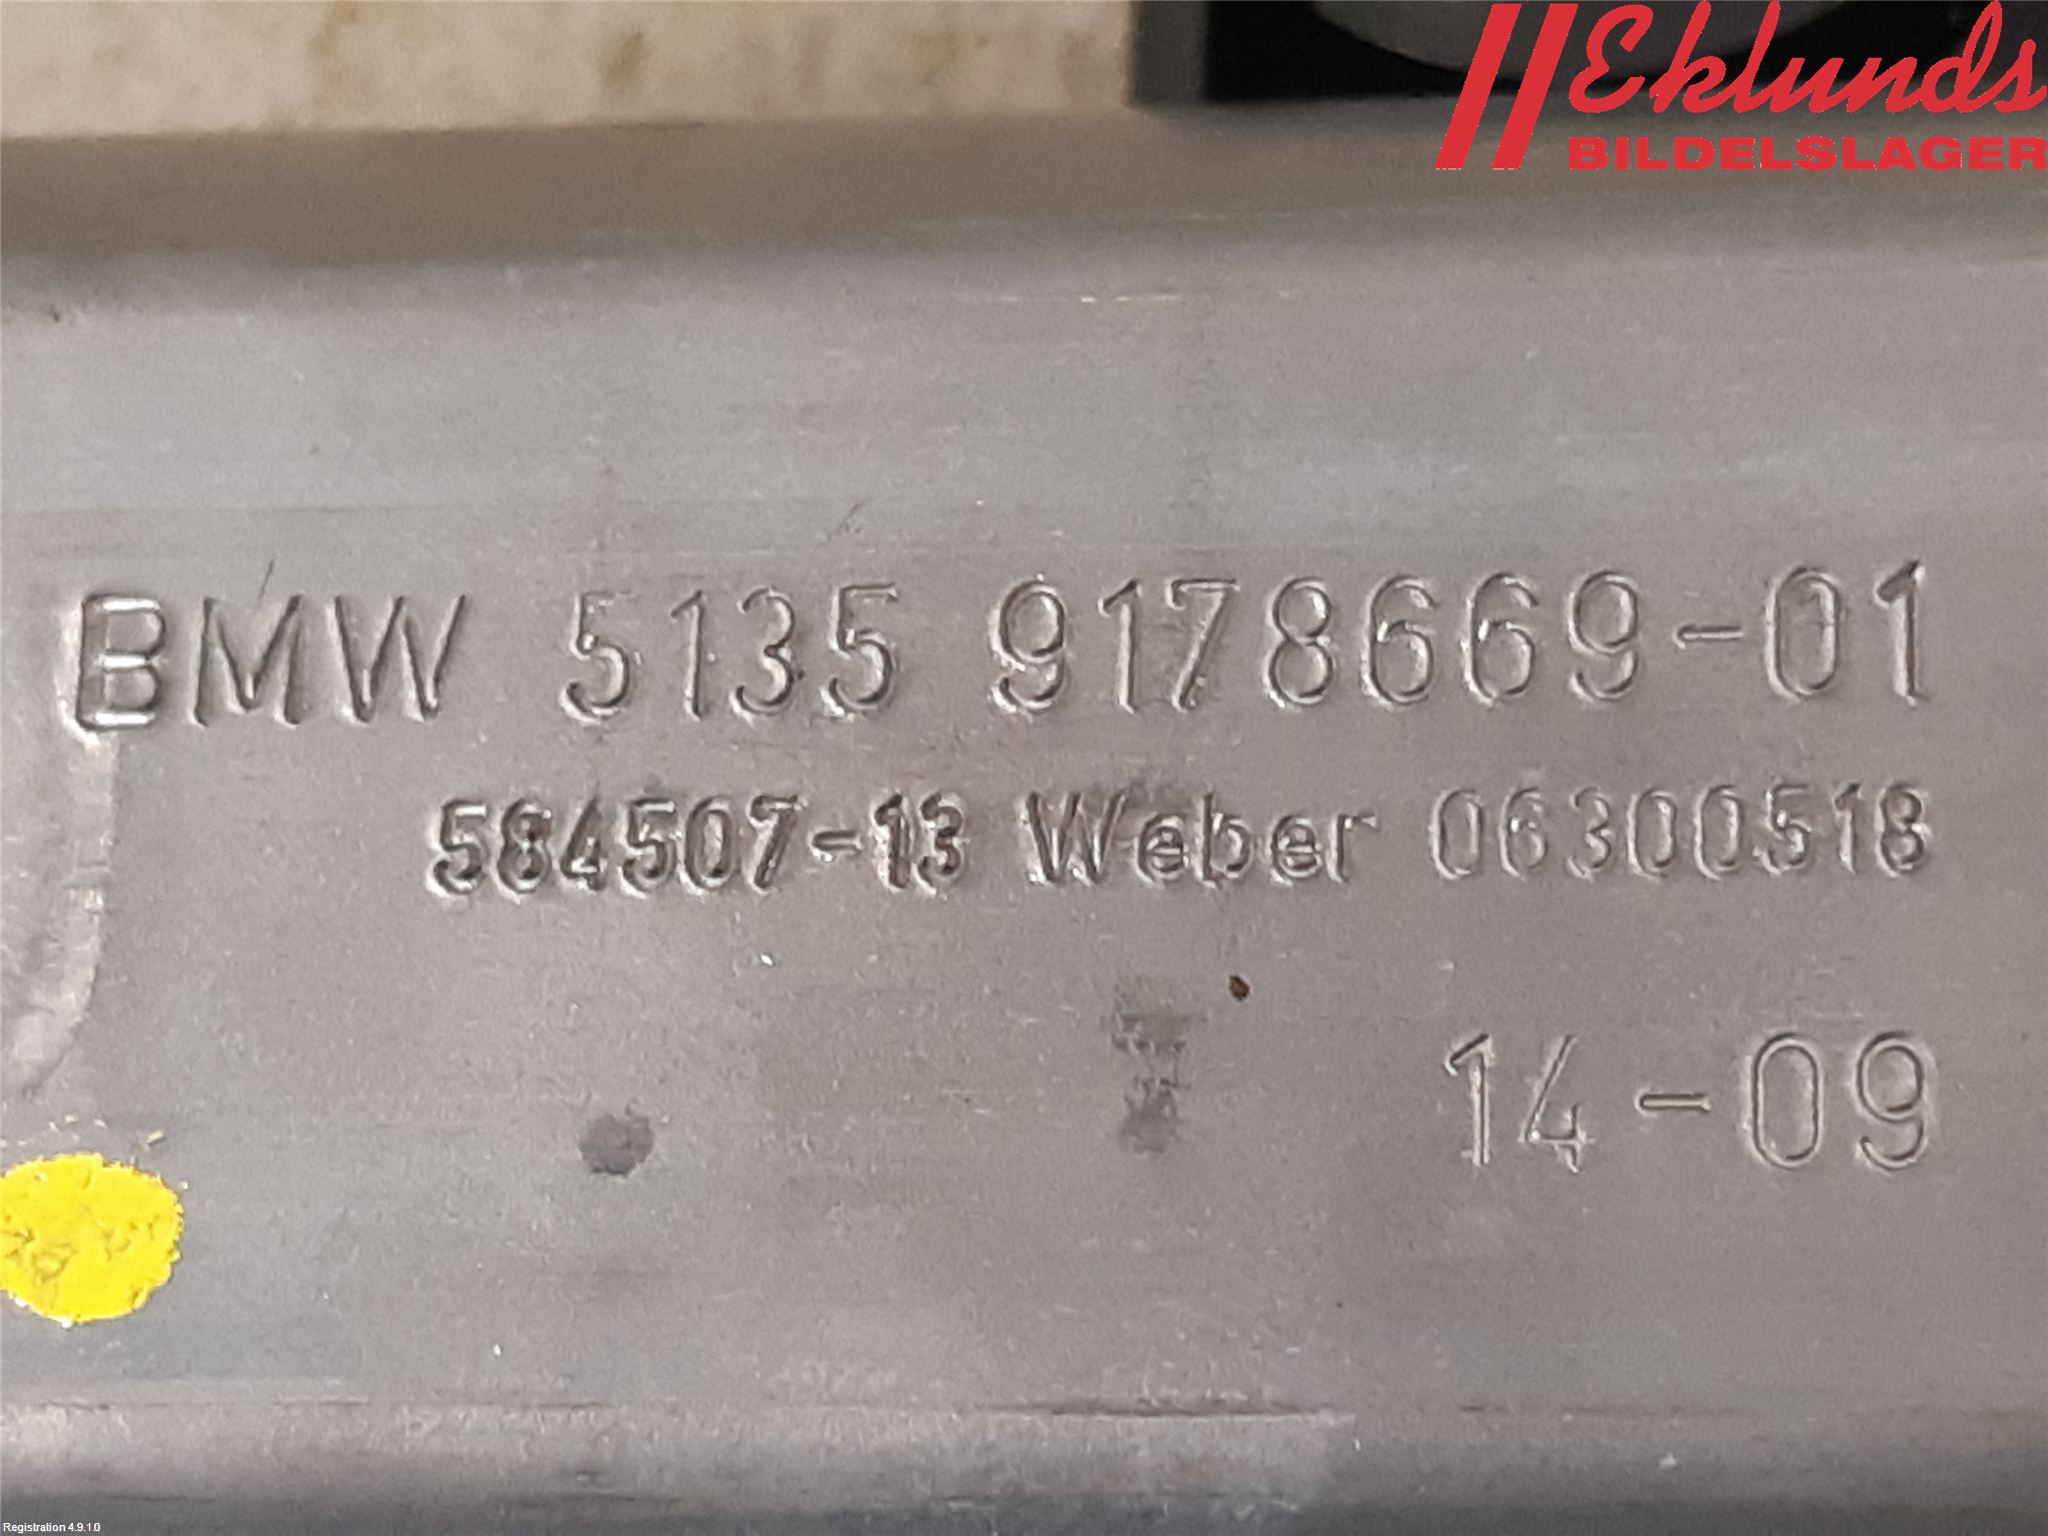 Eklunds
BILDELSLAGER
BMW 5135 9178669-01
584507-13 Weber 06300518
14-09
Registration 4.9.1.0